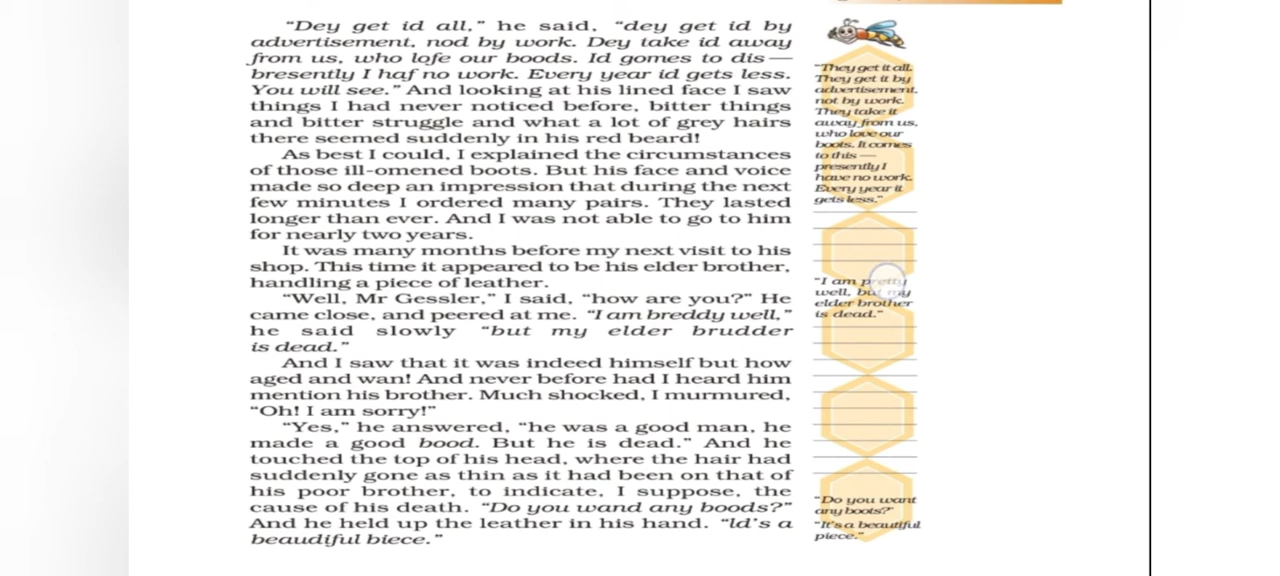 “Dey get id all,” he said, “dey get id by
advertisement, nod by work. Dey take id away
from us, who lofe our boods. Id gomes to dis —
bresently I haf no work. Every year id gets less.
You will see.” And looking at his lined face I saw
things I had never noticed before, bitter things
and bitter struggle and what a lot of grey hairs
there seemed suddenly in his red beard!
As best I could, I explained the circumstances
of those ill-omened boots. But his face and voice
made so deep an impression that during the next
few minutes I ordered many pairs. They lasted
longer than ever. And I was not able to go to him
for nearly two years.
It was many months before my next visit to his
shop. This time it appeared to be his elder brother,
handling a piece of leather.
“Well, Mr Gessler,” I said, “how are you?” He
came close, and peered at me. “I am breddy well,”
he said slowly “but my elder brudder
is dead.”
And I saw that it was indeed himself but how
aged and wan! And never before had I heard him
mention his brother. Much shocked, I murmured,
“Oh! I am sorry!”
“Yes,” he answered, “he was a good man, he
made a good bood. But he is dead.” And he
touched the top of his head, where the hair had
suddenly gone as thin as it had been on that of
his poor brother, to indicate, I suppose, the
cause of his death. “Do you wand any boods?”
And he held up the leather in his hand. “ld’s a
beaudiful biece.”
“They get it all.
They get it by
advertisement,
not by work.
They take it
away from us,
who love our
boots. It comes
to this —
presently I
have no work.
Every year it
gets less.”
“I am pretty
well, but my
elder brother
is dead.”
“Do you want
any boots?”
“It’s a beautiful
piece.”